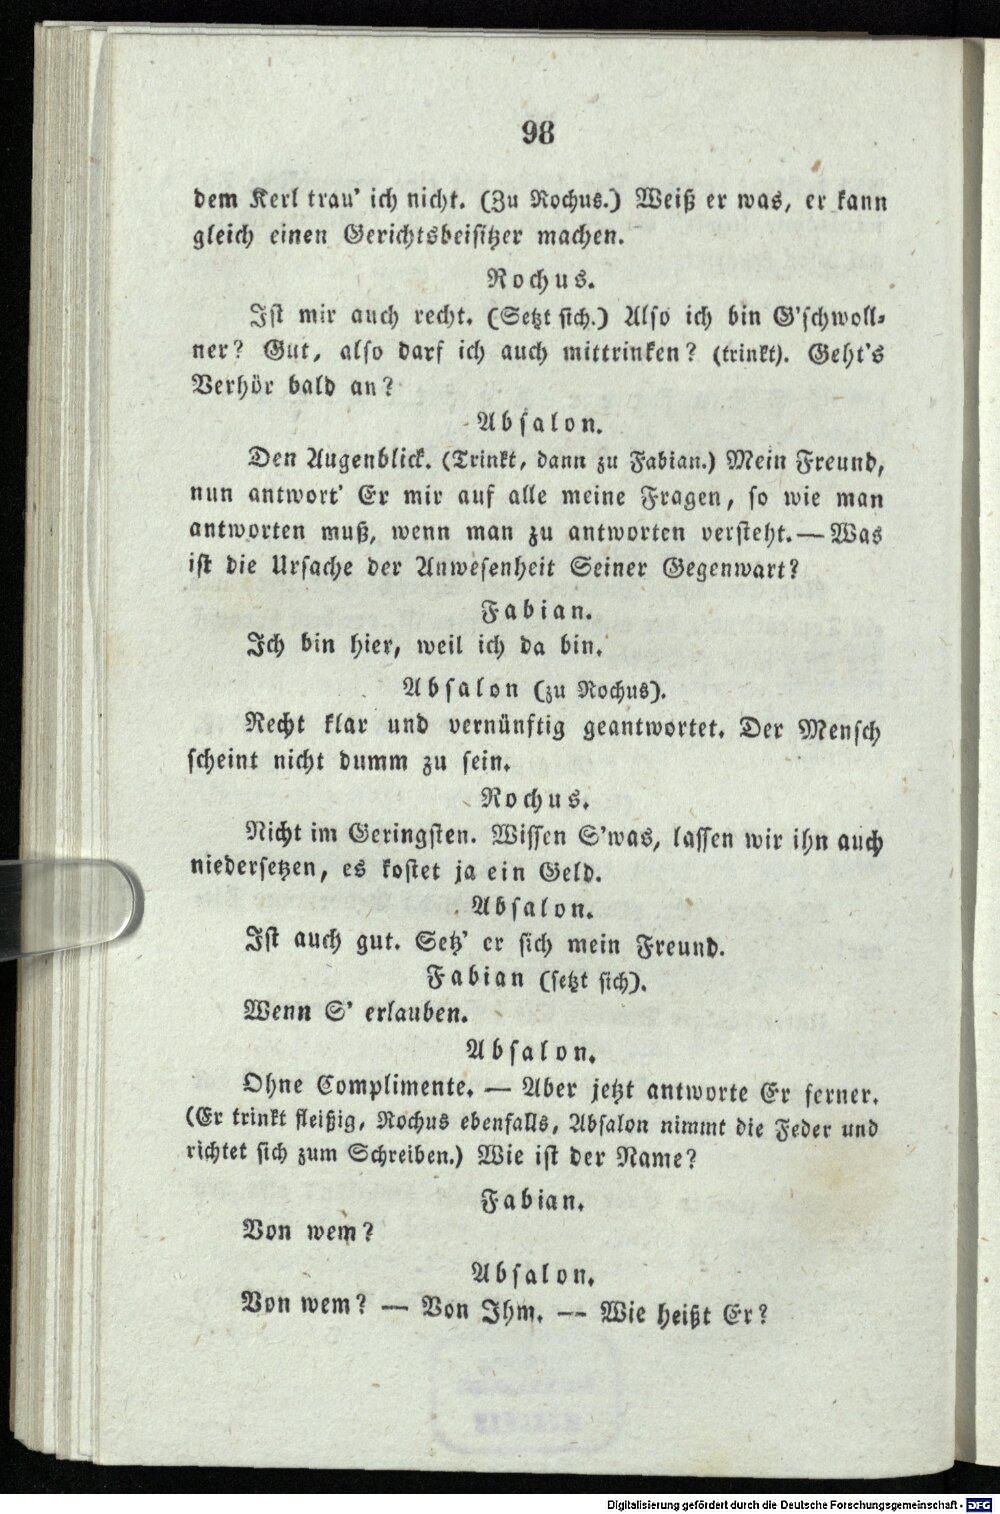 98
dem Kerl trau' ich nicht. (Zu Rochus.) Weiß er was, er kann
gleich einen Gerichtsbeisitzer machen.
Rochus.
Ist mir auch recht. (Setzt sich.) Also ich bin G'schwoll-
ner? Gut, also darf ich auch mittrinken? (trinkt). Geht's
Verhör bald an?
Absalon.
Den Augenblick. (Trinkt, dann zu Fabian.) Mein Freund,
nun antwort' Er mir auf alle meine Fragen, so wie man
antworten muß, wenn man zu antworten versteht. — Was
ist die Ursache der Anwesenheit Seiner Gegenwart?
Fabian.
Ich bin hier, weil ich da bin.
Absalon (zu Rochus).
Recht klar und vernünftig geantwortet. Der Mensch
scheint nicht dumm zu sein.
Rochus.
Nicht im Geringsten. Wissen S'was, lassen wir ihn auch
niedersetzen, es kostet ja ein Geld.
Absalon.
Ist auch gut. Setz' er sich mein Freund.
Fabian (setzt sich).
Wenn S' erlauben.
Absalon.
Ohne Complimente. — Aber jetzt antworte Er ferner.
(Er trinkt fleißig, Rochus ebenfalls, Absalon nimmt die Feder und
richtet sich zum Schreiben.) Wie ist der Name?
Fabian.
Von wem?
Absalon.
Von wem? — Von Ihm. — Wie heißt Er?
Digitalisierung gefördert durch die Deutsche Forschungsgemeinschaft - DFG